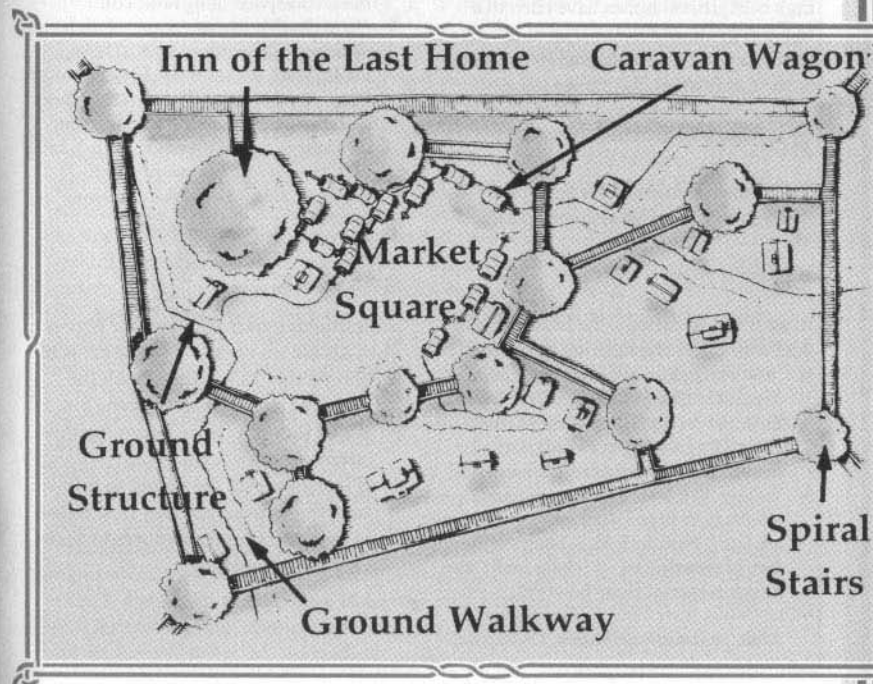 Inn of the Last Home
Caravan Wagon
Market
Square
Ground
Structure
Spiral
Stairs
Ground Walkway